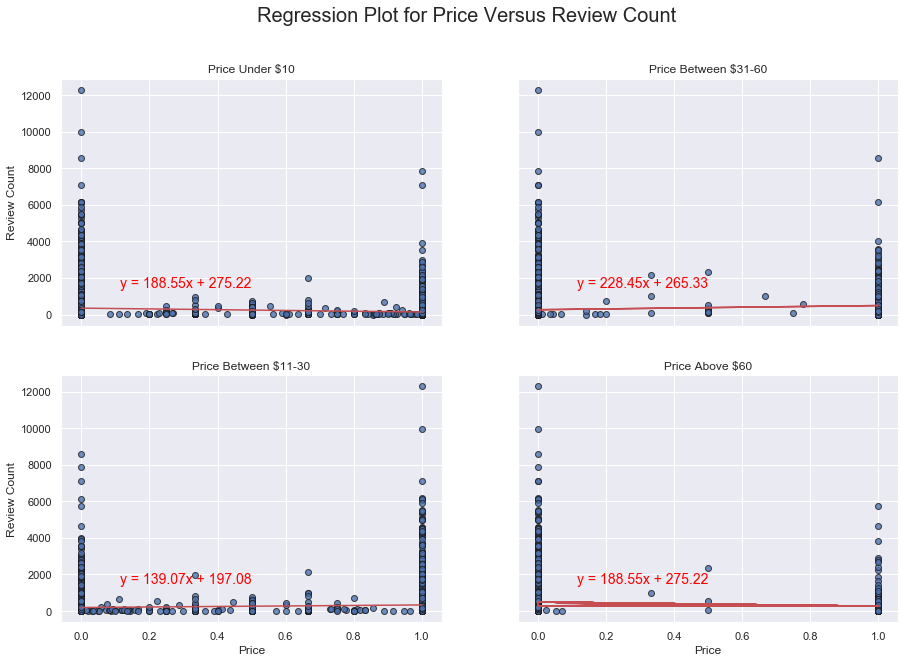 Regression Plot for Price Versus Review Count
Price Under $10
Review Count
12000
10000
8000
6000
4000
2000
0
y = 188.55x + 275.22
Price Between $31-60
y = 228.45x + 265.33
Price Between $11-30
Review Count
12000
10000
8000
6000
4000
2000
0
y = 139.07x + 197.08
0.0 0.2 0.4 0.6 0.8 1.0
Price
Price Above $60
y = 188.55x + 275.22
0.0 0.2 0.4 0.6 0.8 1.0
Price